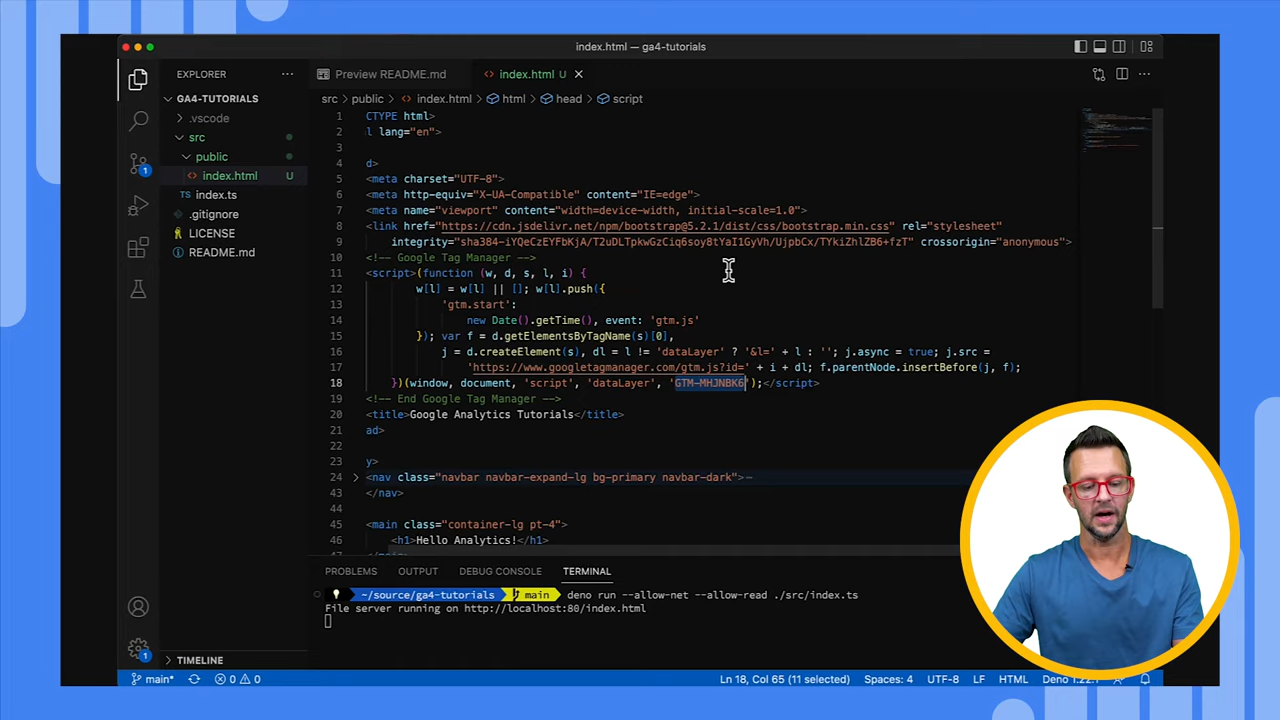 index.html — ga4-tutorials
EXPLORER
Preview README.md
index.html U
GA4-TUTORIALS
src > public > index.html > html > head > script
.vscode
src
public
index.html U
index.ts
.gitignore
LICENSE
README.md
1 CTYPE html>
2 l lang="en">
3
4 d>
5 <meta charset="UTF-8">
6 <meta http-equiv="X-UA-Compatible" content="IE=edge">
7 <meta name="viewport" content="width=device-width, initial-scale=1.0">
8 <link href="https://cdn.jsdelivr.net/npm/bootstrap@5.2.1/dist/css/bootstrap.min.css" rel="stylesheet"
9 integrity="sha384-iYQeCzEYFbKjA/T2uDLTpkwGzCiq6soy8tYaI1GyVh/UjpbCx/TYkiZhlZB6+fzT" crossorigin="anonymous">
10 <!-- Google Tag Manager -->
11 <script>(function (w, d, s, l, i) {
12 w[l] = w[l] || []; w[l].push({
13 'gtm.start':
14 new Date().getTime(), event: 'gtm.js'
15 }); var f = d.getElementsByTagName(s)[0],
16 j = d.createElement(s), dl = l != 'dataLayer' ? '&l=' + l : ''; j.async = true; j.src =
17 'https://www.googletagmanager.com/gtm.js?id=' + i + dl; f.parentNode.insertBefore(j, f);
18 })(window, document, 'script', 'dataLayer', 'GTM-MHJNBK6');</script>
19 <!-- End Google Tag Manager -->
20 <title>Google Analytics Tutorials</title>
21 ad>
22
23 y>
24 <nav class="navbar navbar-expand-lg bg-primary navbar-dark">
43 </nav>
44
45 <main class="container-lg pt-4">
46 <h1>Hello Analytics!</h1>
PROBLEMS OUTPUT DEBUG CONSOLE TERMINAL
~/source/ga4-tutorials main deno run --allow-net --allow-read ./src/index.ts
File server running on http://localhost:80/index.html
TIMELINE
1
1
main* 0 0 Ln 18, Col 65 (11 selected) Spaces: 4 UTF-8 LF HTML Deno